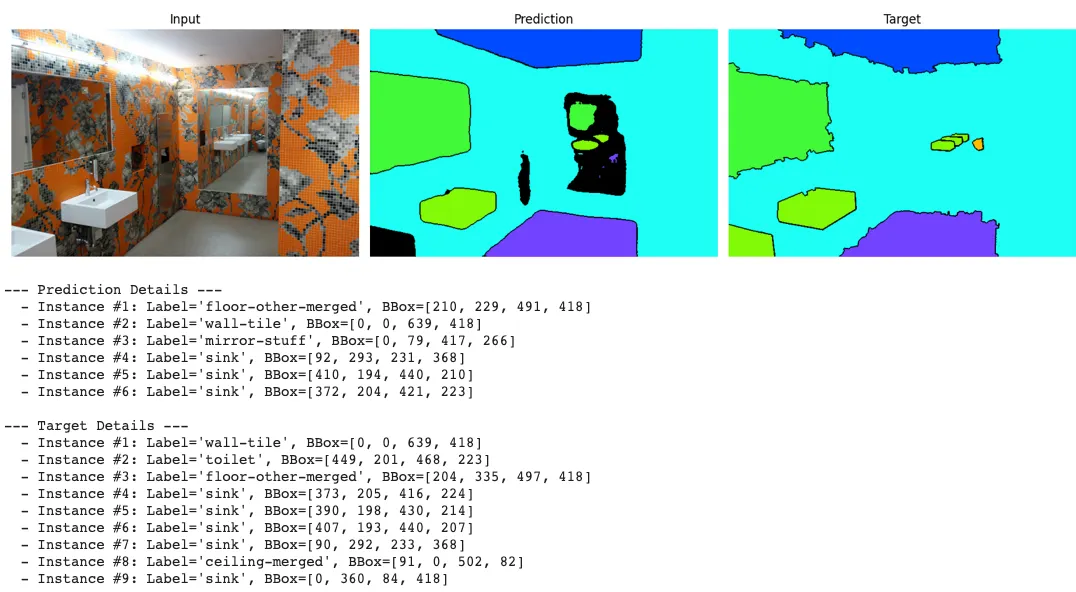 Input
Prediction
Target
--- Prediction Details ---
- Instance #1: Label='floor-other-merged', BBox=[210, 229, 491, 418]
- Instance #2: Label='wall-tile', BBox=[0, 0, 639, 418]
- Instance #3: Label='mirror-stuff', BBox=[0, 79, 417, 266]
- Instance #4: Label='sink', BBox=[92, 293, 231, 368]
- Instance #5: Label='sink', BBox=[410, 194, 440, 210]
- Instance #6: Label='sink', BBox=[372, 204, 421, 223]
--- Target Details ---
- Instance #1: Label='wall-tile', BBox=[0, 0, 639, 418]
- Instance #2: Label='toilet', BBox=[449, 201, 468, 223]
- Instance #3: Label='floor-other-merged', BBox=[204, 335, 497, 418]
- Instance #4: Label='sink', BBox=[373, 205, 416, 224]
- Instance #5: Label='sink', BBox=[390, 198, 430, 214]
- Instance #6: Label='sink', BBox=[407, 193, 440, 207]
- Instance #7: Label='sink', BBox=[90, 292, 233, 368]
- Instance #8: Label='ceiling-merged', BBox=[91, 0, 502, 82]
- Instance #9: Label='sink', BBox=[0, 360, 84, 418]